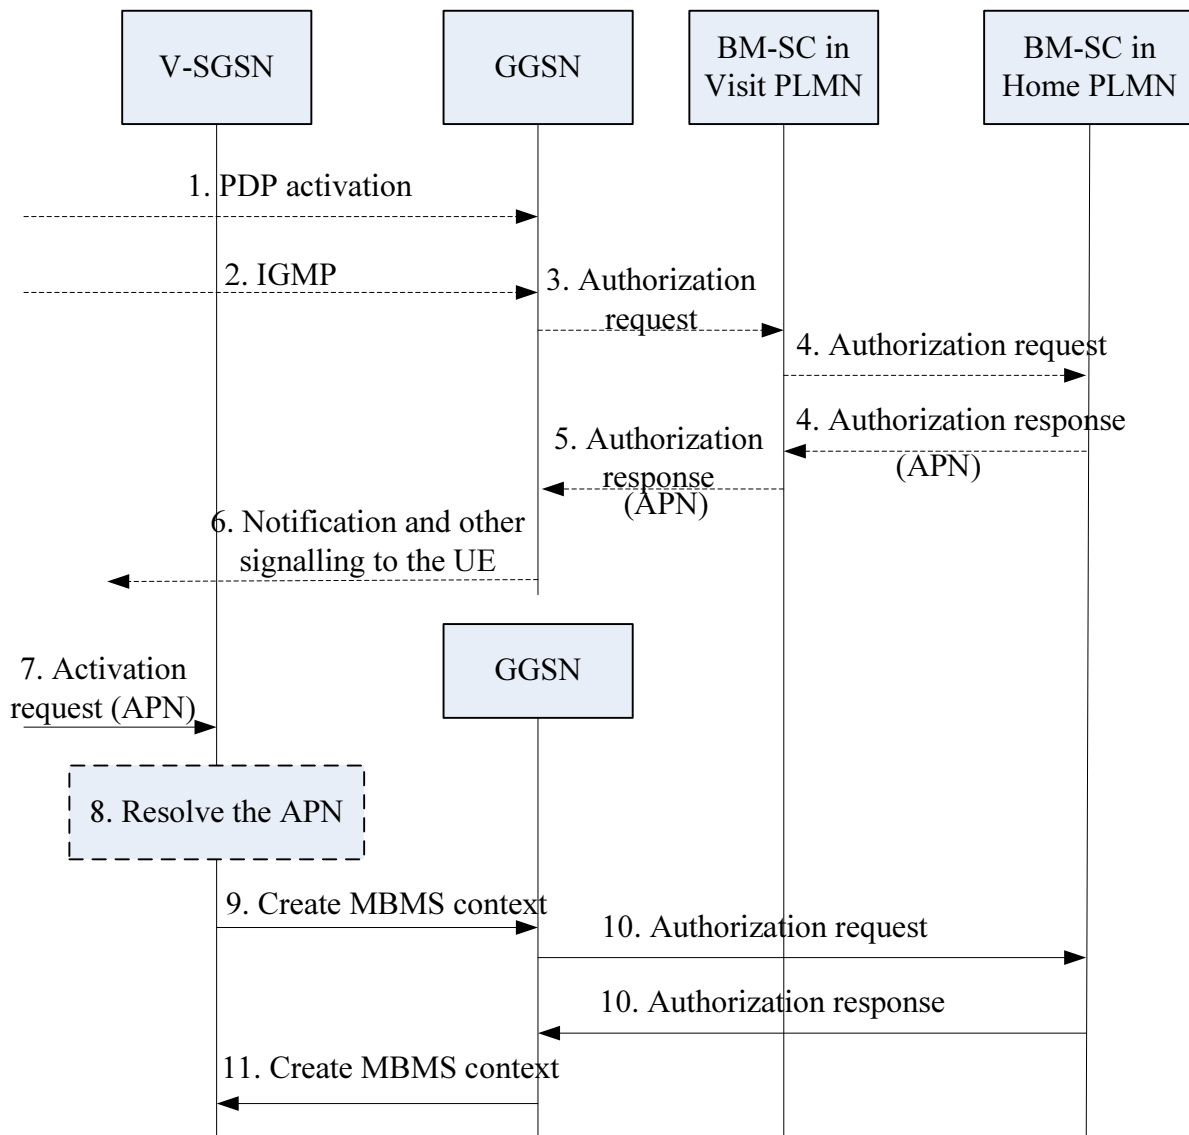 V-SGSN
GGSN
BM-SC in
Visit PLMN
BM-SC in
Home PLMN
1. PDP activation
2. IGMP
3. Authorization
request
4. Authorization request
4. Authorization response
(APN)
5. Authorization
response
(APN)
6. Notification and other
signalling to the UE
GGSN
7. Activation
request (APN)
8. Resolve the APN
9. Create MBMS context
10. Authorization request
10. Authorization response
11. Create MBMS context